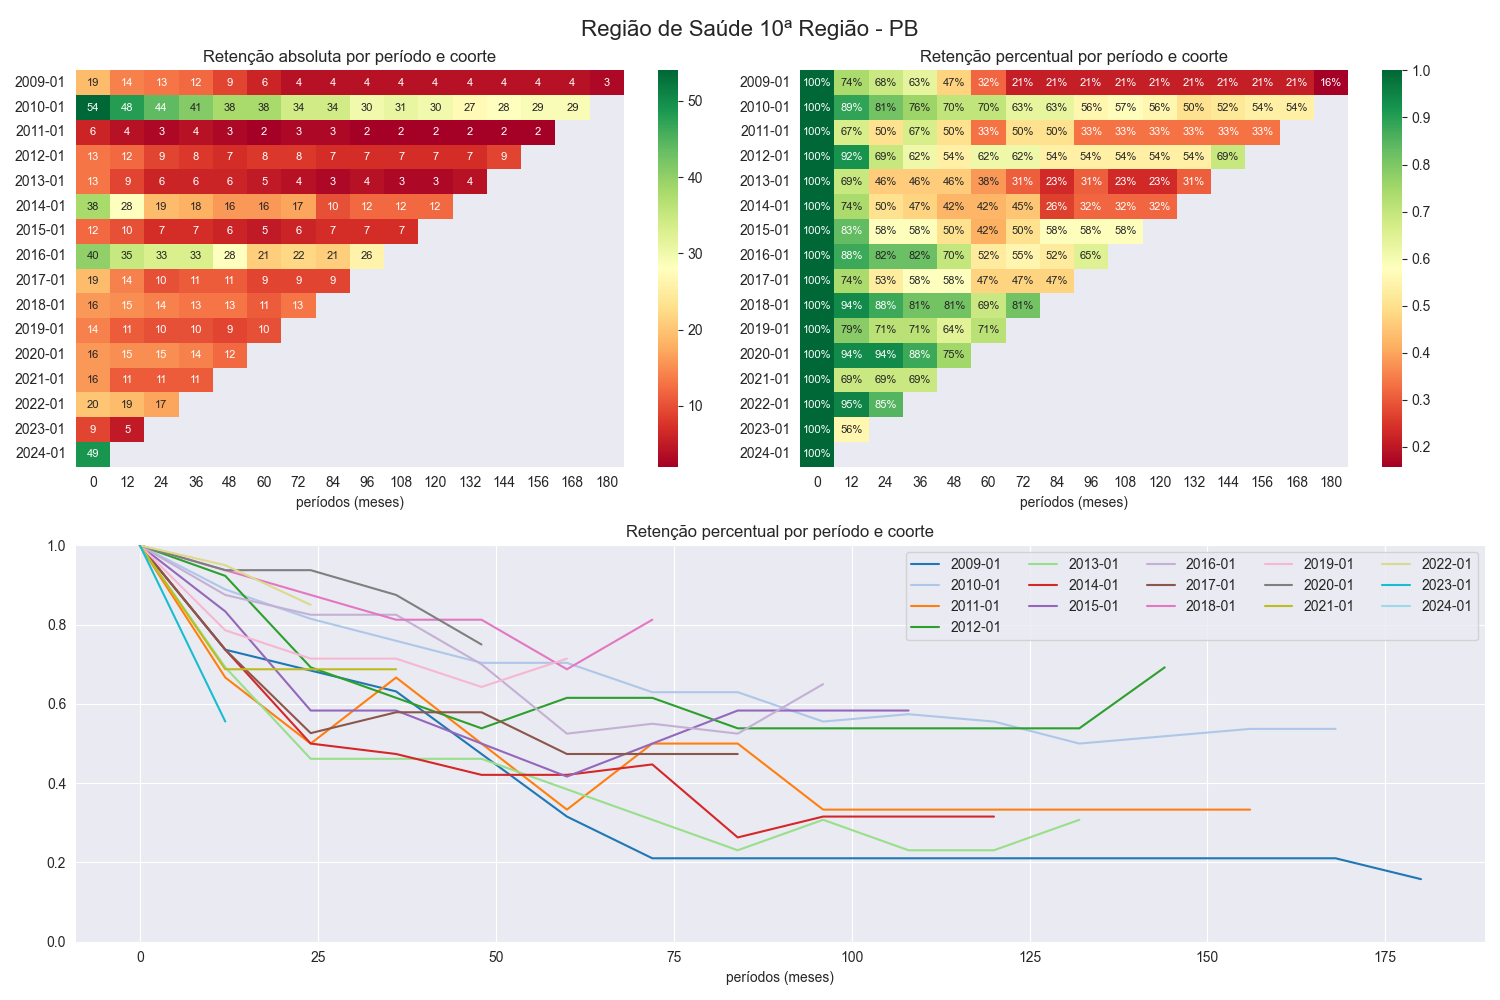 Região de Saúde 10ª Região - PB
Retenção absoluta por período e coorte
2009-01 19 14 13 12 9 6 4 4 4 4 4 4 4 4 4 3
2010-01 54 48 44 41 38 38 34 34 30 31 30 27 28 29 29
2011-01 6 4 3 4 3 2 3 3 2 2 2 2 2 2
2012-01 13 12 9 8 7 8 8 7 7 7 7 7 9
2013-01 13 9 6 6 6 5 4 3 4 3 3 4
2014-01 38 28 19 18 16 16 17 10 12 12 12
2015-01 12 10 7 7 6 5 6 7 7 7
2016-01 40 35 33 33 28 21 22 21 26
2017-01 19 14 10 11 11 9 9 9
2018-01 16 15 14 13 13 11 13
2019-01 14 11 10 10 9 10
2020-01 16 15 15 14 12
2021-01 16 11 11 11
2022-01 20 19 17
2023-01 9 5
2024-01 49
0 12 24 36 48 60 72 84 96 108 120 132 144 156 168 180
períodos (meses)
50
40
30
20
10
Retenção percentual por período e coorte
2009-01 100% 74% 68% 63% 47% 32% 21% 21% 21% 21% 21% 21% 21% 21% 21% 16%
2010-01 100% 89% 81% 76% 70% 70% 63% 63% 56% 57% 56% 50% 52% 54% 54%
2011-01 100% 67% 50% 67% 50% 33% 50% 50% 33% 33% 33% 33% 33% 33%
2012-01 100% 92% 69% 62% 54% 62% 62% 54% 54% 54% 54% 54% 69%
2013-01 100% 69% 46% 46% 46% 38% 31% 23% 31% 23% 23% 31%
2014-01 100% 74% 50% 47% 42% 42% 45% 26% 32% 32% 32%
2015-01 100% 83% 58% 58% 50% 42% 50% 58% 58% 58%
2016-01 100% 88% 82% 82% 70% 52% 55% 52% 65%
2017-01 100% 74% 53% 58% 58% 47% 47% 47%
2018-01 100% 94% 88% 81% 81% 69% 81%
2019-01 100% 79% 71% 71% 64% 71%
2020-01 100% 94% 94% 88% 75%
2021-01 100% 69% 69% 69%
2022-01 100% 95% 85%
2023-01 100% 56%
2024-01 100%
0 12 24 36 48 60 72 84 96 108 120 132 144 156 168 180
períodos (meses)
1.0
0.9
0.8
0.7
0.6
0.5
0.4
0.3
0.2
Retenção percentual por período e coorte
1.0
0.8
0.6
0.4
0.2
0.0
2009-01 2013-01 2016-01 2019-01 2022-01
2010-01 2014-01 2017-01 2020-01 2023-01
2011-01 2015-01 2018-01 2021-01 2024-01
2012-01
0 25 50 75 100 125 150 175
períodos (meses)